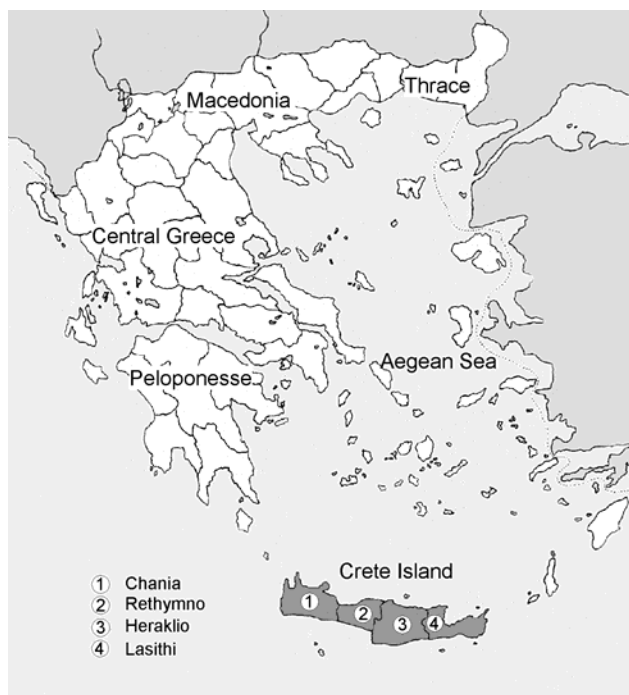 Macedonia
Thrace
Central Greece
Aegean Sea
Peloponesse
Crete Island
1 Chania
2 Rethymno
3 Heraklio
4 Lasithi
1
2
3
4